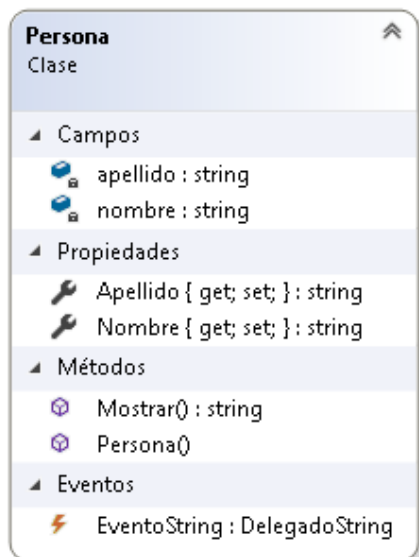 Persona
Clase
Campos
apellido : string
nombre : string
Propiedades
Apellido { get; set; } : string
Nombre { get; set; } : string
Métodos
Mostrar() : string
Persona()
Eventos
EventoString : DelegadoString